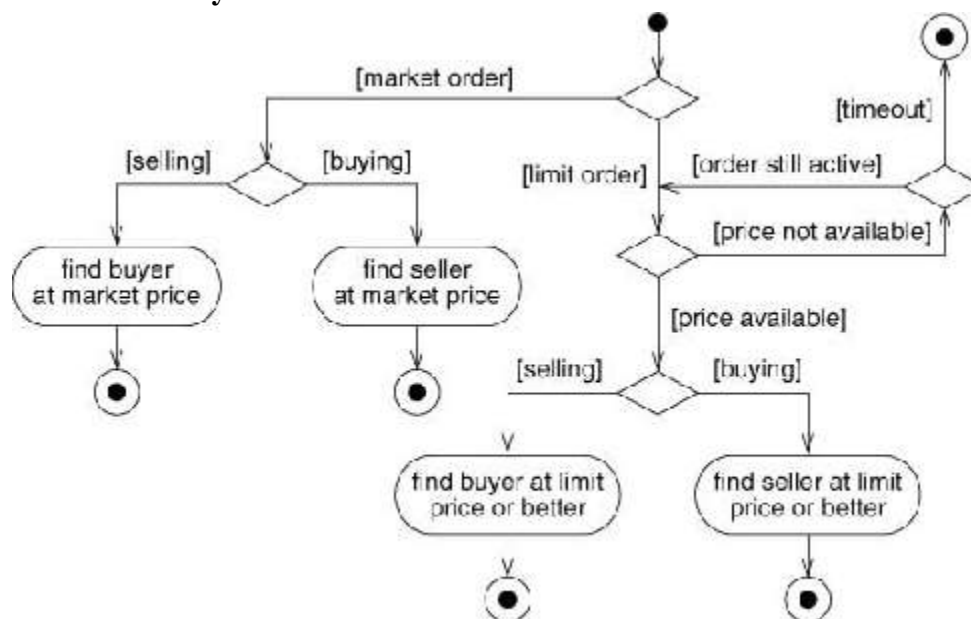 [market order]
[timeout]
[selling]
[buying]
[limit order]
[order still active]
find buyer
at market price
find seller
at market price
[price not available]
[price available]
[selling]
[buying]
find buyer at limit
price or better
find seller at limit
price or better